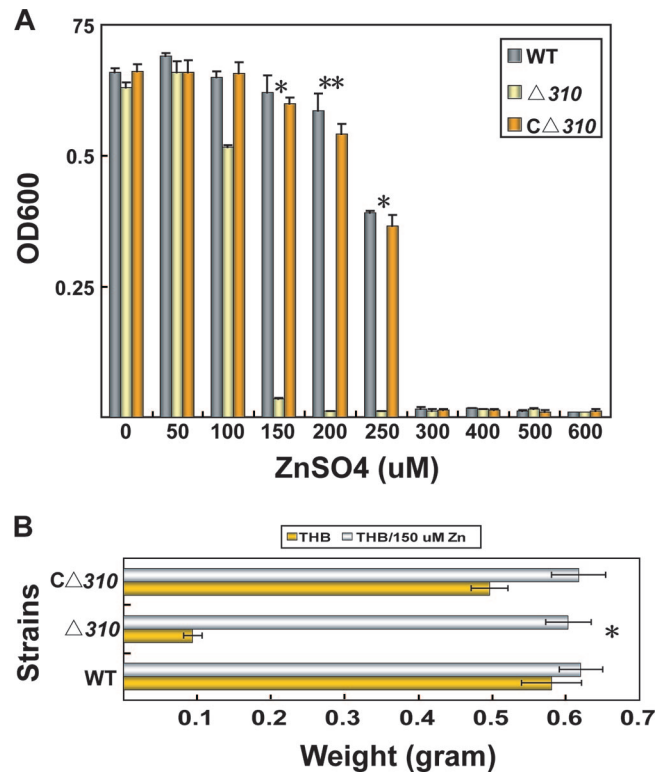 A
75
0.5
0.25
OD600
WT
△310
C△310
*
**
*
0 50 100 150 200 250 300 400 500 600
ZnSO4 (uM)
B
THB THB/150 uM Zn
Strains
C△310
△310
*
WT
0.1 0.2 0.3 0.4 0.5 0.6 0.7
Weight (gram)